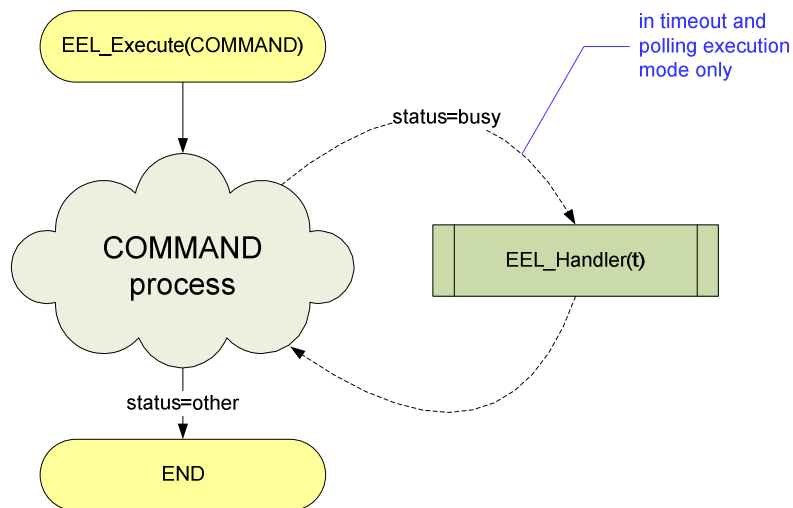 EEL_Execute(COMMAND)
in timeout and
polling execution
mode only
status=busy
COMMAND
process
EEL_Handler(t)
status=other
END